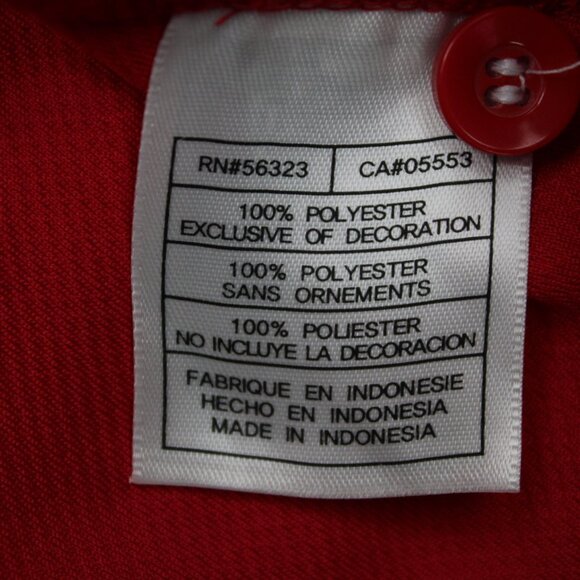 RN#56323 CA#05553
100% POLYESTER
EXCLUSIVE OF DECORATION
100% POLYESTER
SANS ORNEMENTS
100% POLIESTER
NO INCLUYE LA DECORACION
FABRIQUE EN INDONESIE
HECHO EN INDONESIA
MADE IN INDONESIA